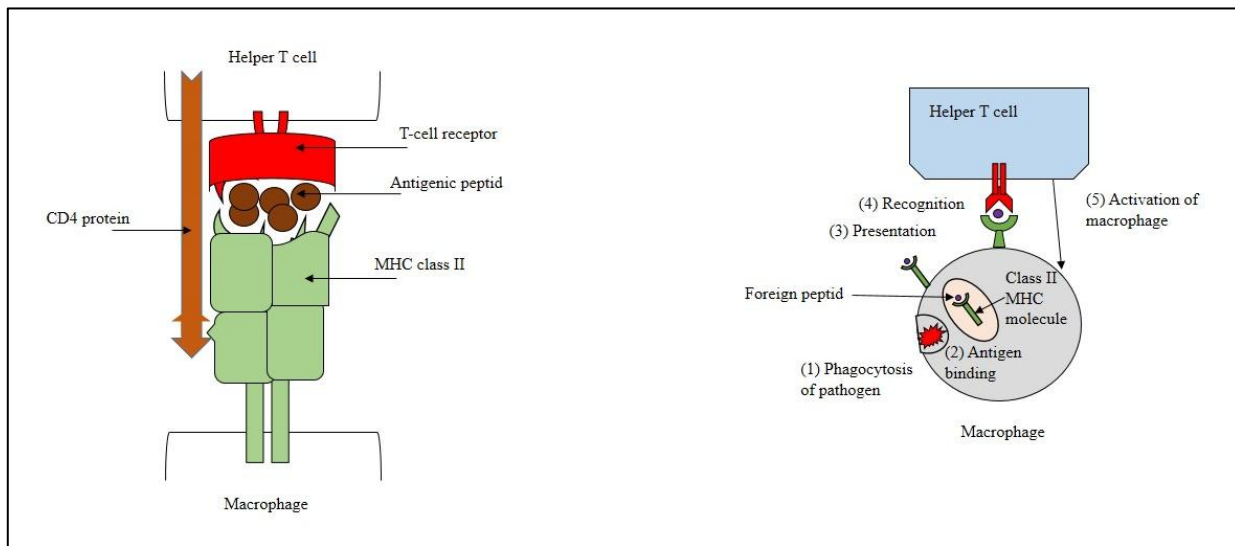 Helper T cell
T-cell receptor
Antigenic peptid
CD4 protein
MHC class II
Macrophage
Helper T cell
(4) Recognition
(5) Activation of
macrophage
(3) Presentation
Foreign peptid
Class II
MHC
molecule
(2) Antigen
binding
(1) Phagocytosis
of pathogen
Macrophage